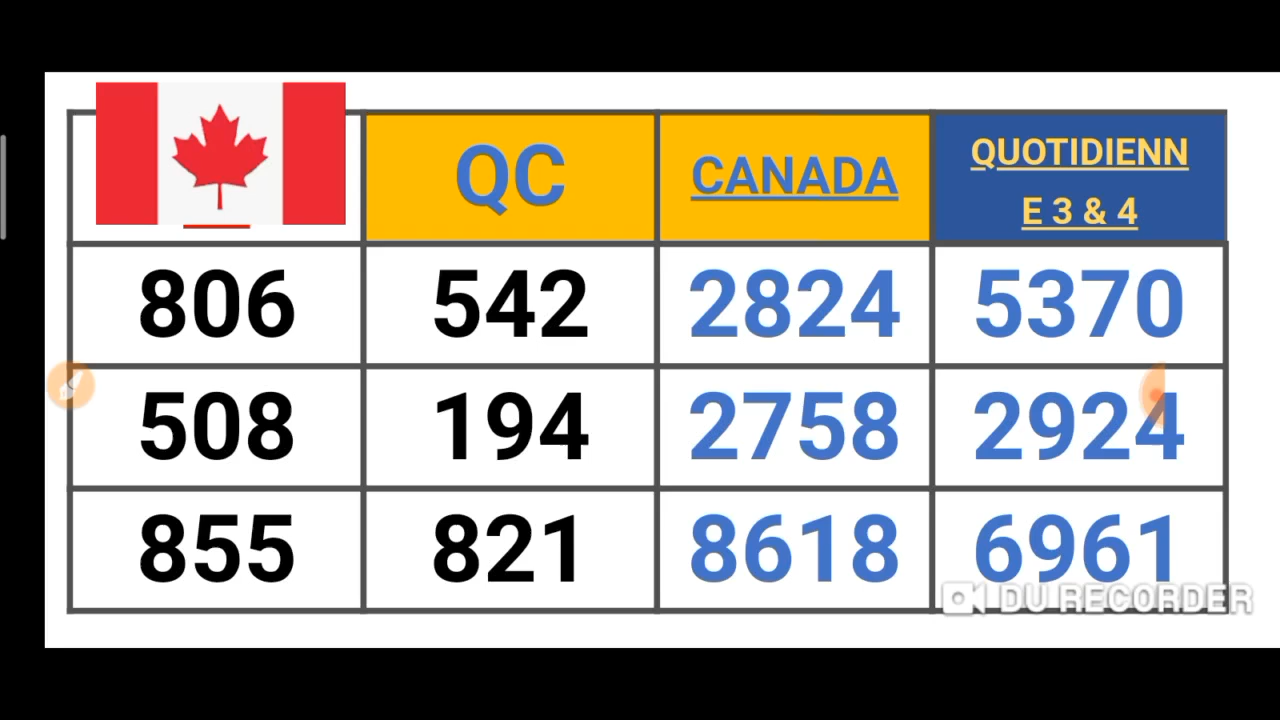 QC CANADA QUOTIDIENN
E 3 & 4
806 542 2824 5370
508 194 2758 2924
855 821 8618 6961
DU RECORDER